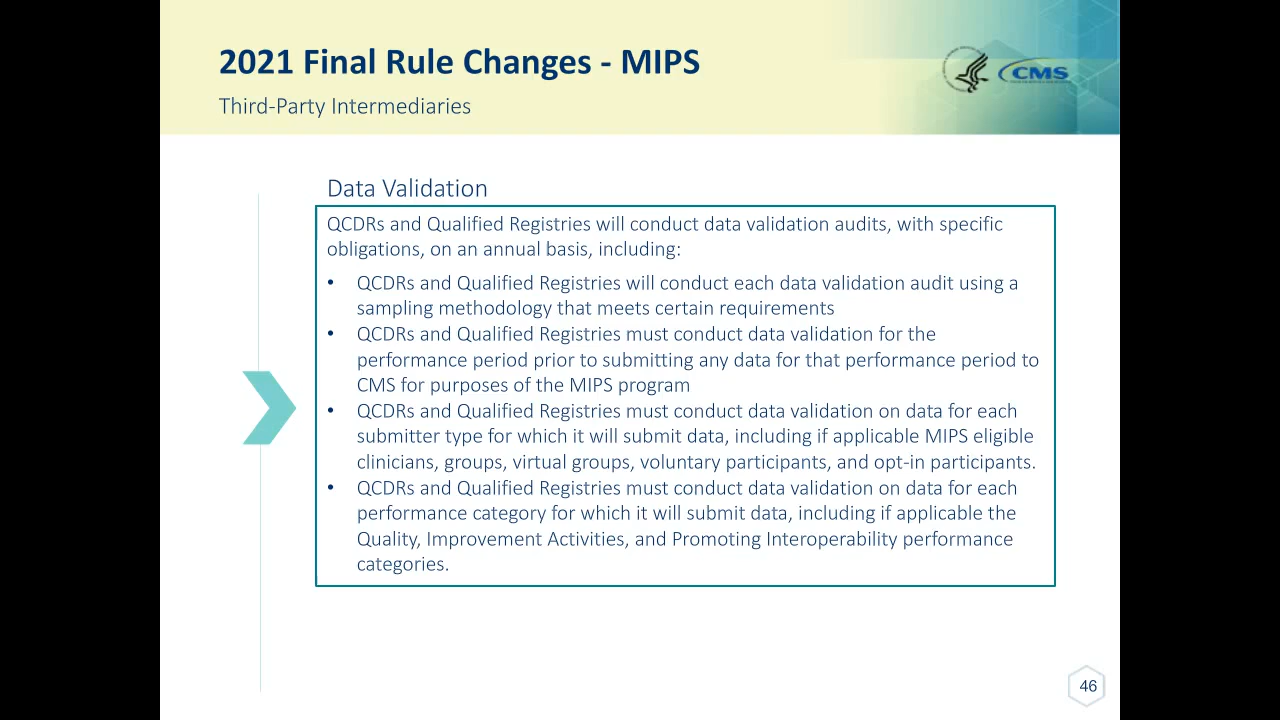 2021 Final Rule Changes - MIPS
Third-Party Intermediaries
CMS
Data Validation
QCDRs and Qualified Registries will conduct data validation audits, with specific
obligations, on an annual basis, including:
• QCDRs and Qualified Registries will conduct each data validation audit using a
sampling methodology that meets certain requirements
• QCDRs and Qualified Registries must conduct data validation for the
performance period prior to submitting any data for that performance period to
CMS for purposes of the MIPS program
• QCDRs and Qualified Registries must conduct data validation on data for each
submitter type for which it will submit data, including if applicable MIPS eligible
clinicians, groups, virtual groups, voluntary participants, and opt-in participants.
• QCDRs and Qualified Registries must conduct data validation on data for each
performance category for which it will submit data, including if applicable the
Quality, Improvement Activities, and Promoting Interoperability performance
categories.
46